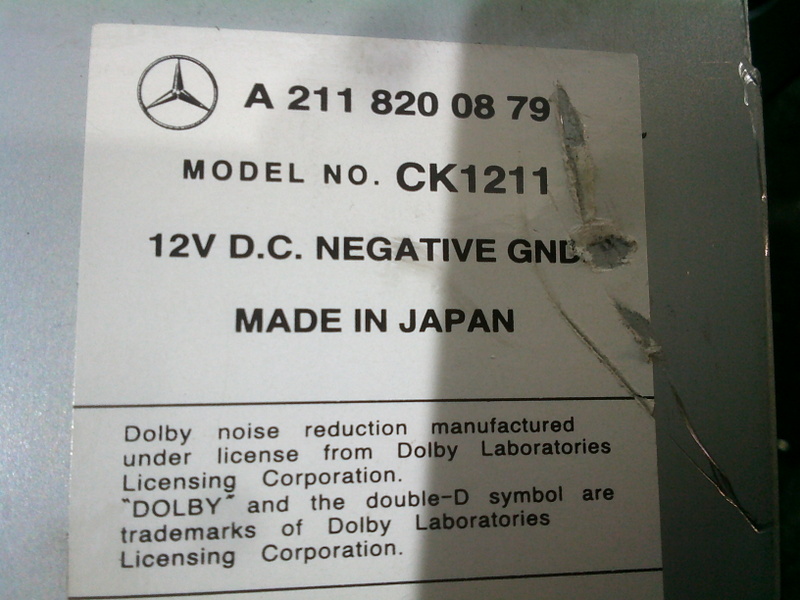 A 211 820 08 79
MODEL NO. CK1211
12V D.C. NEGATIVE GND
MADE IN JAPAN
Dolby noise reduction manufactured
under license from Dolby Laboratories
Licensing Corporation.
"DOLBY" and the double-D symbol are
trademarks of Dolby Laboratories
Licensing Corporation.